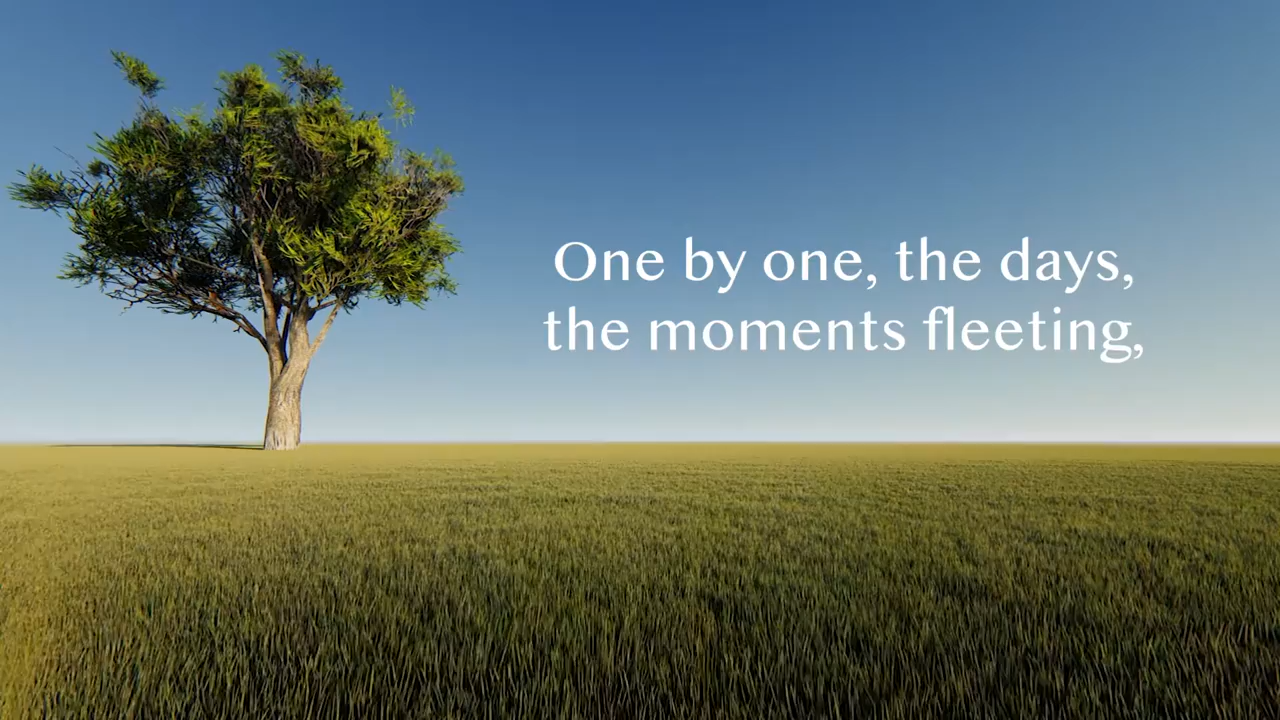 One by one, the days,
the moments fleeting,